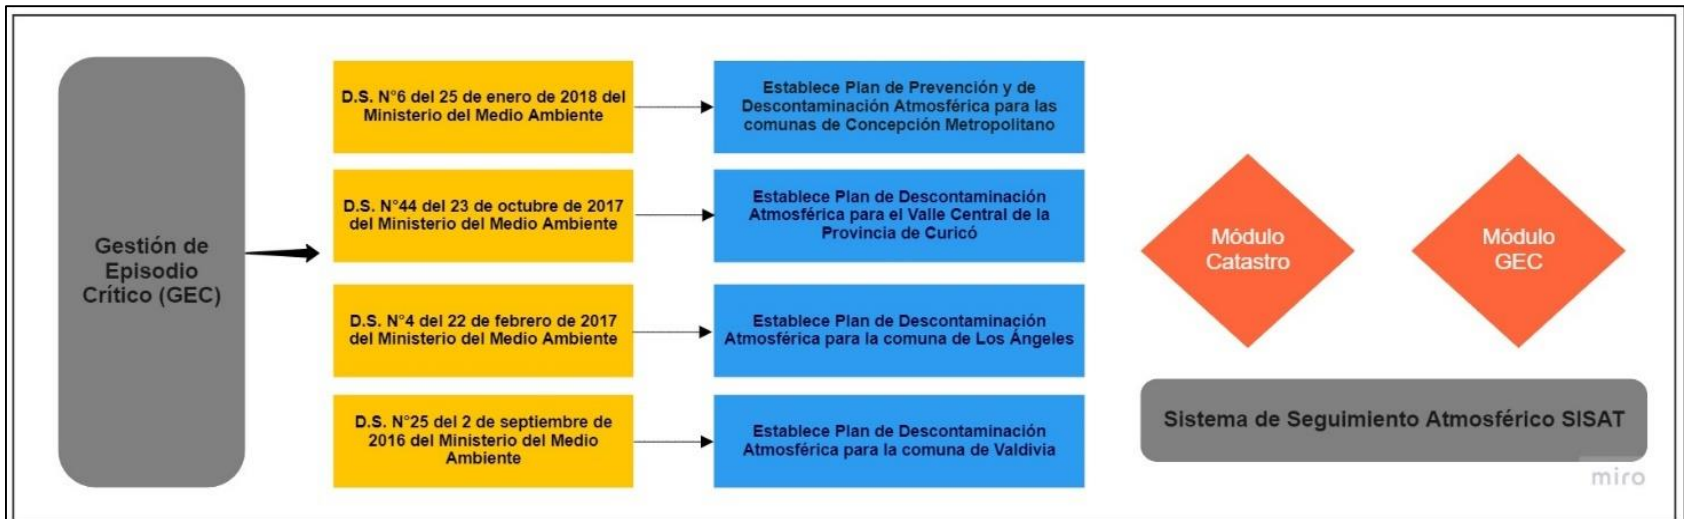 Gestión de
Episodio
Crítico (GEC)
D.S. N°6 del 25 de enero de 2018 del
Ministerio del Medio Ambiente
Establece Plan de Prevención y de
Descontaminación Atmosférica para las
comunas de Concepción Metropolitano
D.S. N°44 del 23 de octubre de 2017
del Ministerio del Medio Ambiente
Establece Plan de Descontaminación
Atmosférica para el Valle Central de la
Provincia de Curicó
D.S. N°4 del 22 de febrero de 2017
del Ministerio del Medio Ambiente
Establece Plan de Descontaminación
Atmosférica para la comuna de Los Ángeles
D.S. N°25 del 2 de septiembre de
2016 del Ministerio del Medio
Ambiente
Establece Plan de Descontaminación
Atmosférica para la comuna de Valdivia
Módulo
Catastro
Módulo
GEC
Sistema de Seguimiento Atmosférico SISAT
miro